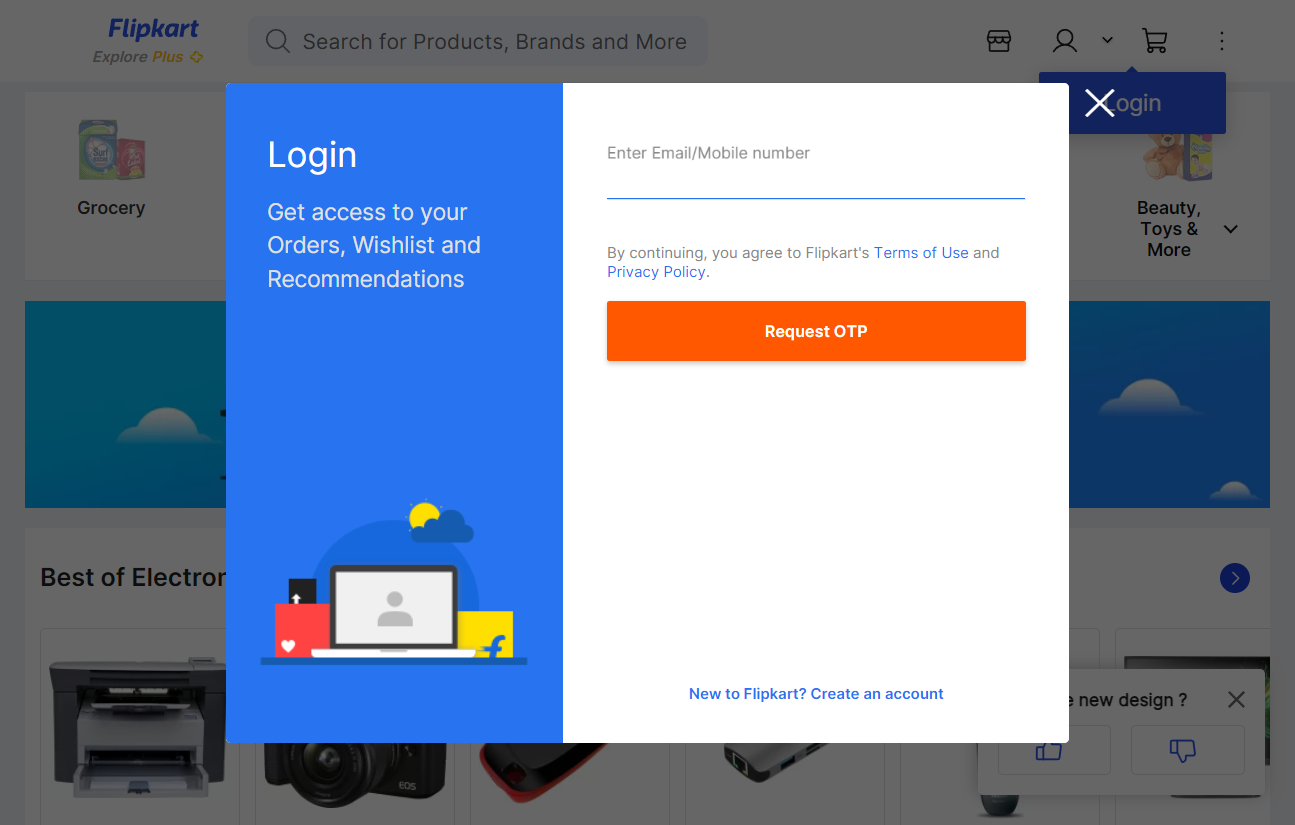 Flipkart
Explore Plus
Search for Products, Brands and More
Login
Grocery
Beauty,
Toys &
More
Login
Get access to your
Orders, Wishlist and
Recommendations
Enter Email/Mobile number
By continuing, you agree to Flipkart's Terms of Use and
Privacy Policy.
Request OTP
New to Flipkart? Create an account
Best of Electron
new design ?
EOS